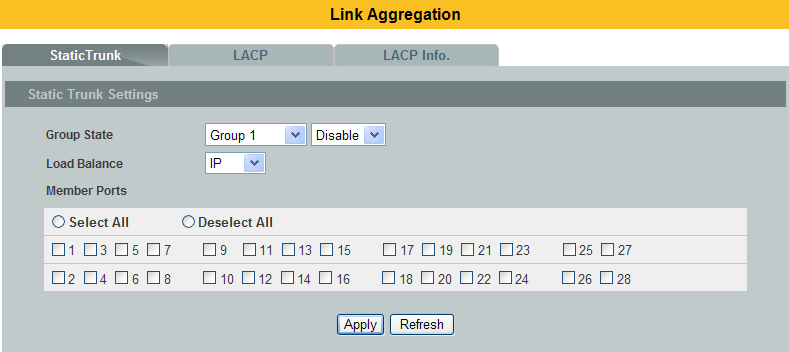 Link Aggregation
StaticTrunk LACP LACP Info.
Static Trunk Settings
Group State Group 1 Disable
Load Balance IP
Member Ports
Select All Deselect All
1 3 5 7 9 11 13 15 17 19 21 23 25 27
2 4 6 8 10 12 14 16 18 20 22 24 26 28
Apply Refresh